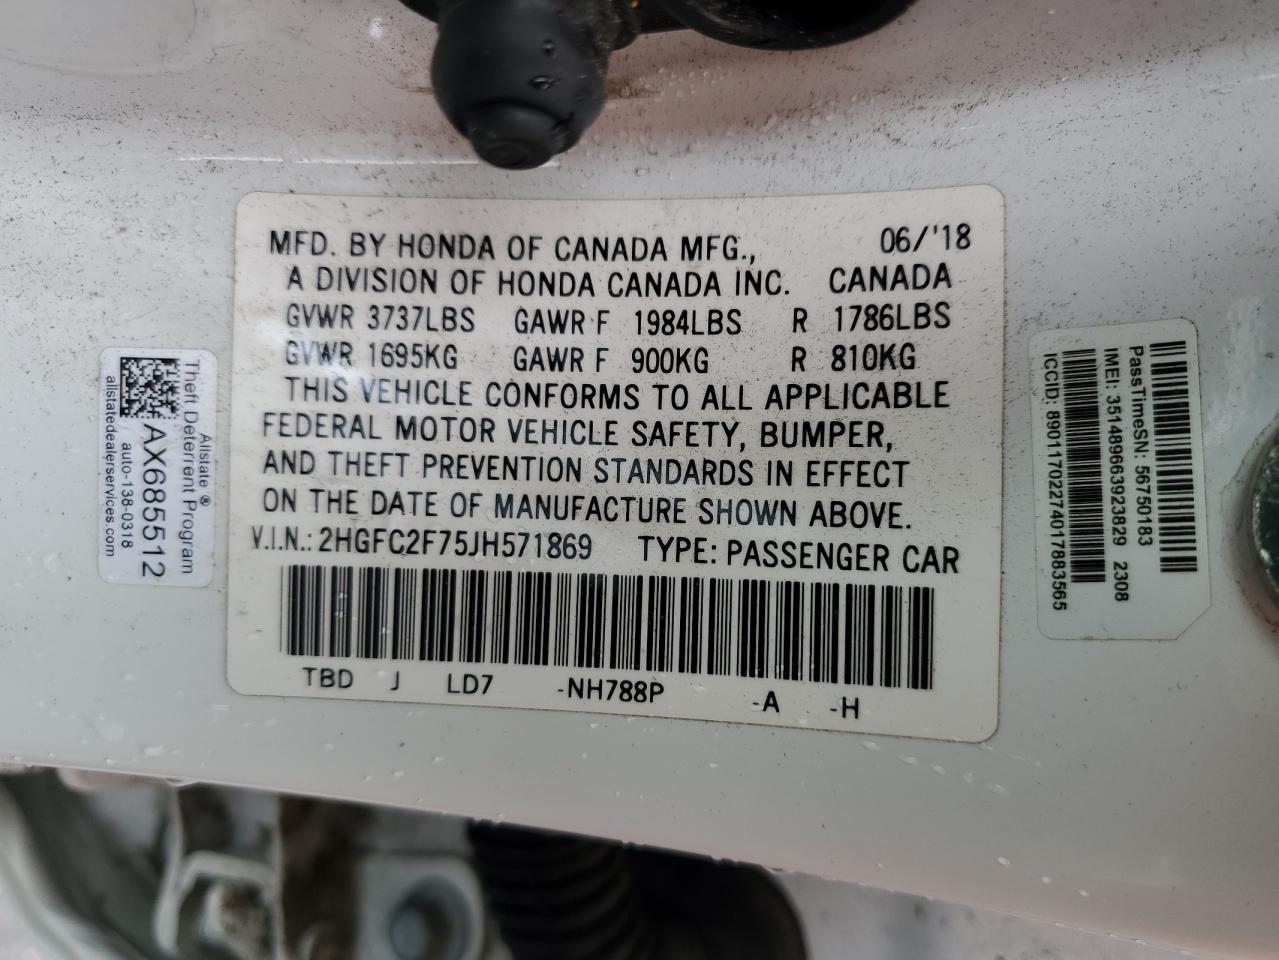 MFD. BY HONDA OF CANADA MFG., 06/'18
A DIVISION OF HONDA CANADA INC. CANADA
GVWR 3737LBS GAWR F 1984LBS R 1786LBS
GVWR 1695KG GAWR F 900KG R 810KG
THIS VEHICLE CONFORMS TO ALL APPLICABLE
FEDERAL MOTOR VEHICLE SAFETY, BUMPER,
AND THEFT PREVENTION STANDARDS IN EFFECT
ON THE DATE OF MANUFACTURE SHOWN ABOVE.
V.I.N.: 2HGFC2F75JH571869 TYPE: PASSENGER CAR
TBD J LD7 -NH788P -A -H
Allstate ®
Theft Deterrent Program
AX685512
auto-138-0318
allstatedealerservices.com
PassTimeSN: 56750183
IMEI: 351489663923829 2308
ICCID: 89011702274017883565